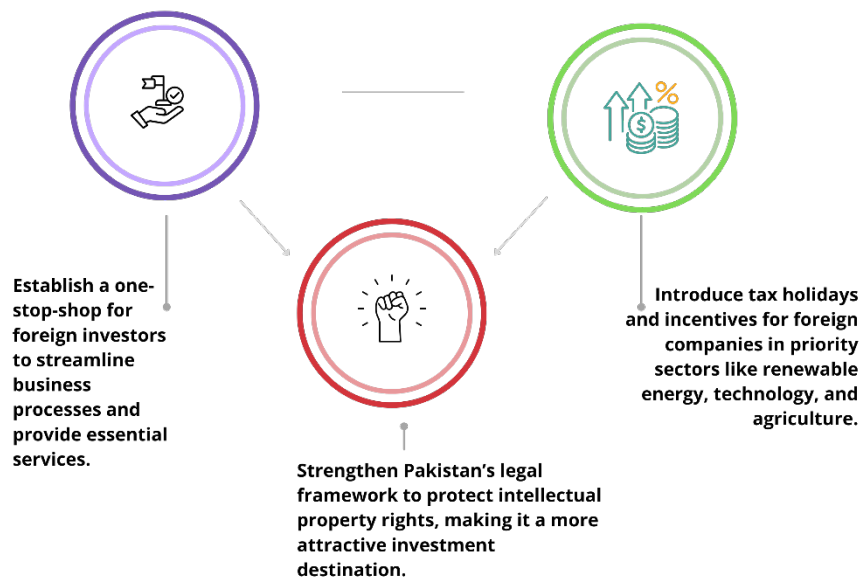 Establish a one-
stop-shop for
foreign investors
to streamline
business
processes and
provide essential
services.
Introduce tax holidays
and incentives for foreign
companies in priority
sectors like renewable
energy, technology, and
agriculture.
Strengthen Pakistan’s legal
framework to protect intellectual
property rights, making it a more
attractive investment
destination.